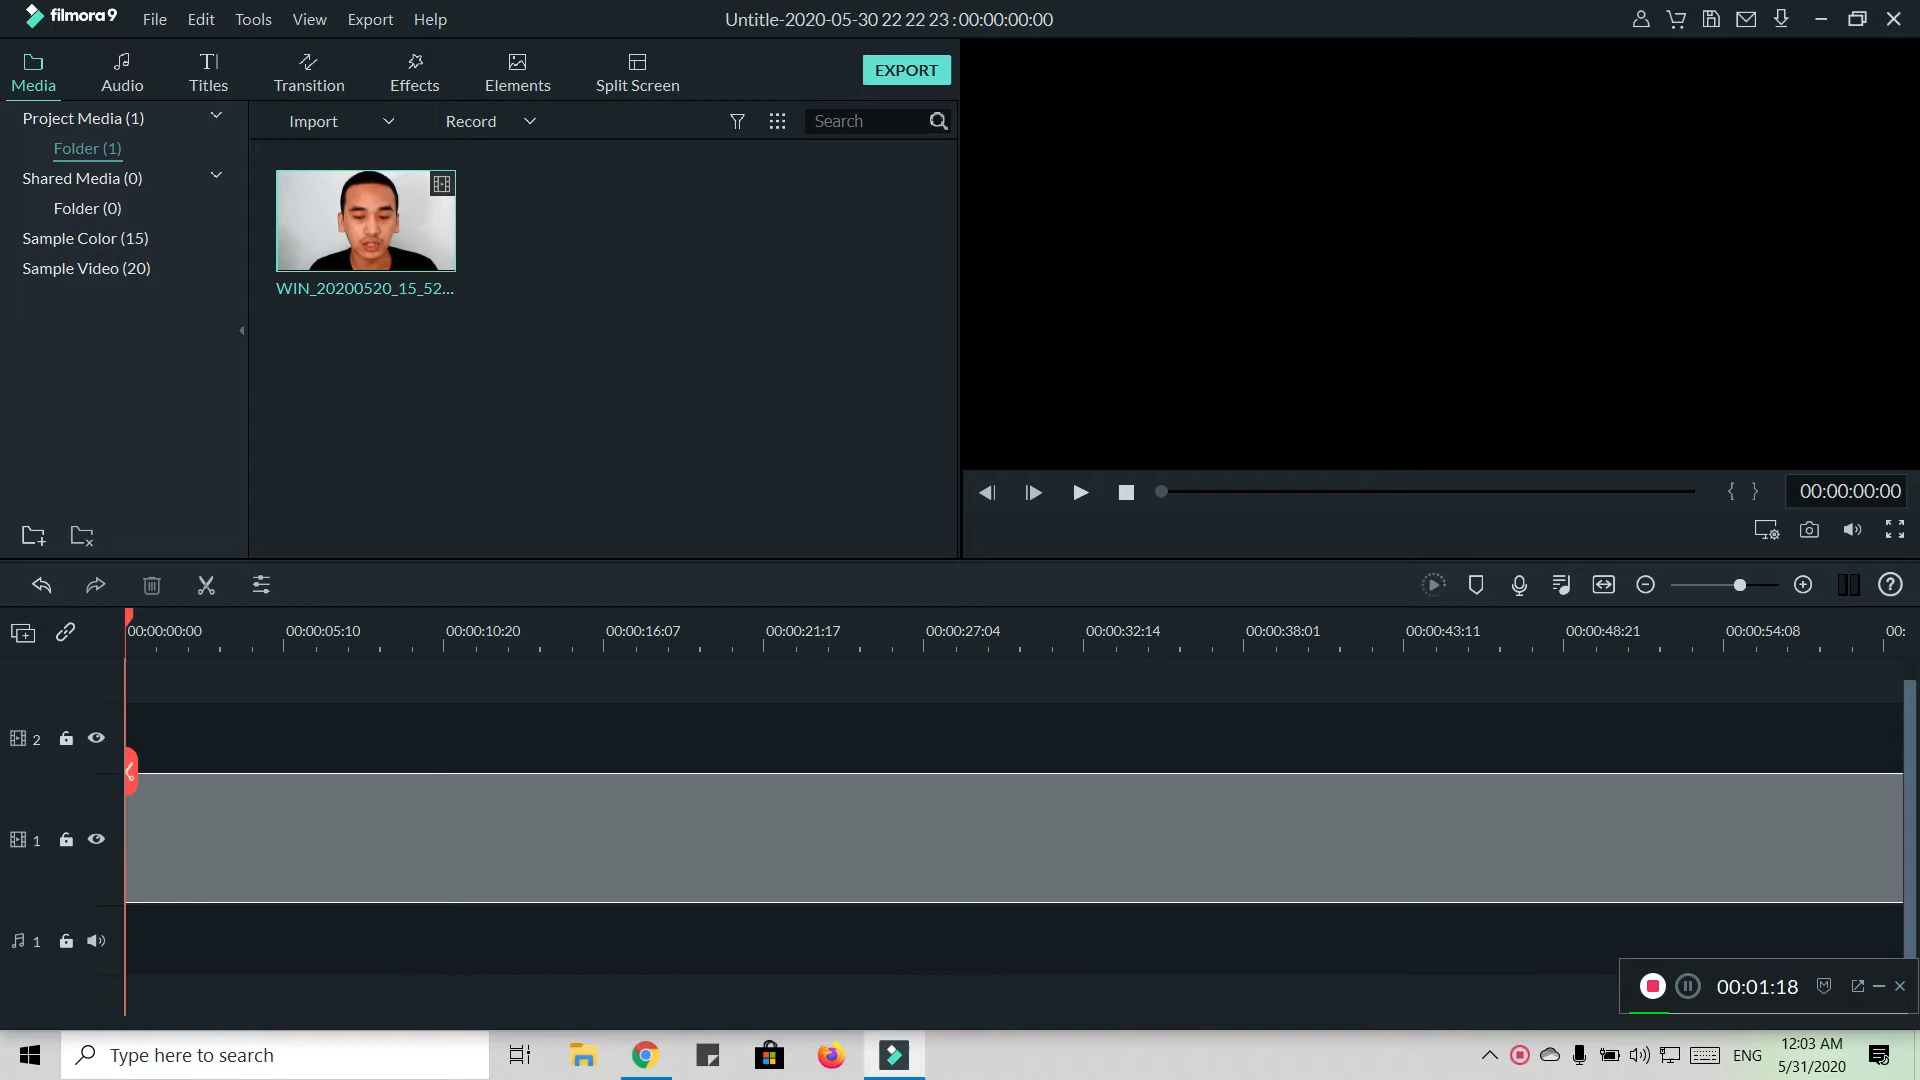 filmora9 File Edit Tools View Export Help Untitle-2020-05-30 22 22 23 : 00:00:00:00
Media Audio Titles Transition Effects Elements Split Screen EXPORT
Project Media (1)
Folder (1)
Shared Media (0)
Folder (0)
Sample Color (15)
Sample Video (20)
Import Record Search
WIN_20200520_15_52...
{ } 00:00:00:00
00:00:00:00 00:00:05:10 00:00:10:20 00:00:16:07 00:00:21:17 00:00:27:04 00:00:32:14 00:00:38:01 00:00:43:11 00:00:48:21 00:00:54:08 00:
2
1
1
00:01:18
Type here to search
ENG
12:03 AM
5/31/2020